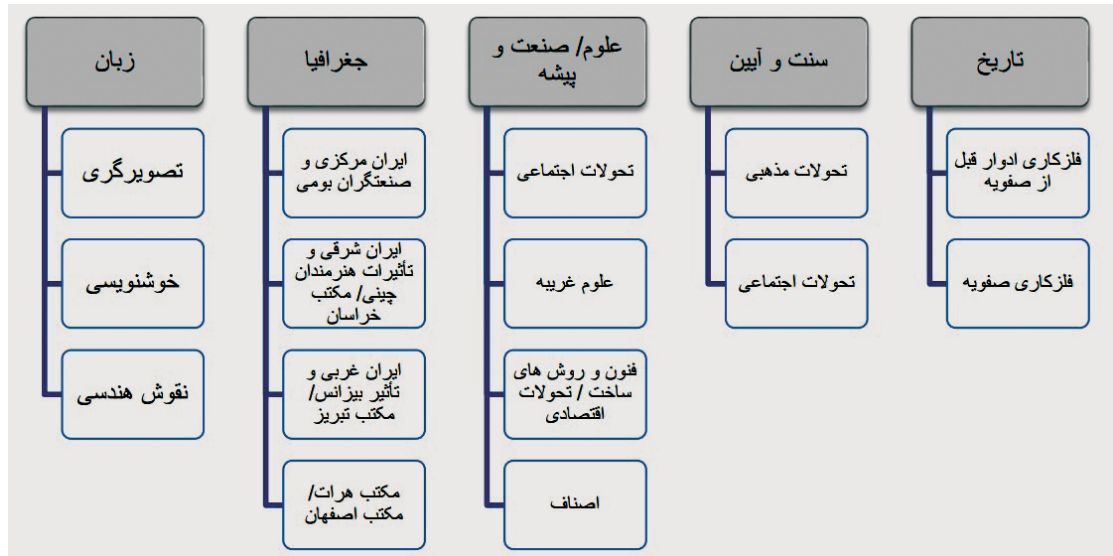 تاریخ
فلزکاری ادوار قبل
از صفویه
فلزکاری صفویه
سنت و آیین
تحولات مذهبی
تحولات اجتماعی
علوم/ صنعت و
پیشه
تحولات اجتماعی
علوم غریبه
فنون و روش های
ساخت / تحولات
اقتصادی
اصناف
جغرافیا
ایران مرکزی و
صنعتگران بومی
ایران شرقی و
تأثیرات هنرمندان
چینی/ مکتب
خراسان
ایران غربی و
تأثیر بیزانس/
مکتب تبریز
مکتب هرات/
مکتب اصفهان
زبان
تصویرگری
خوشنویسی
نقوش هندسی